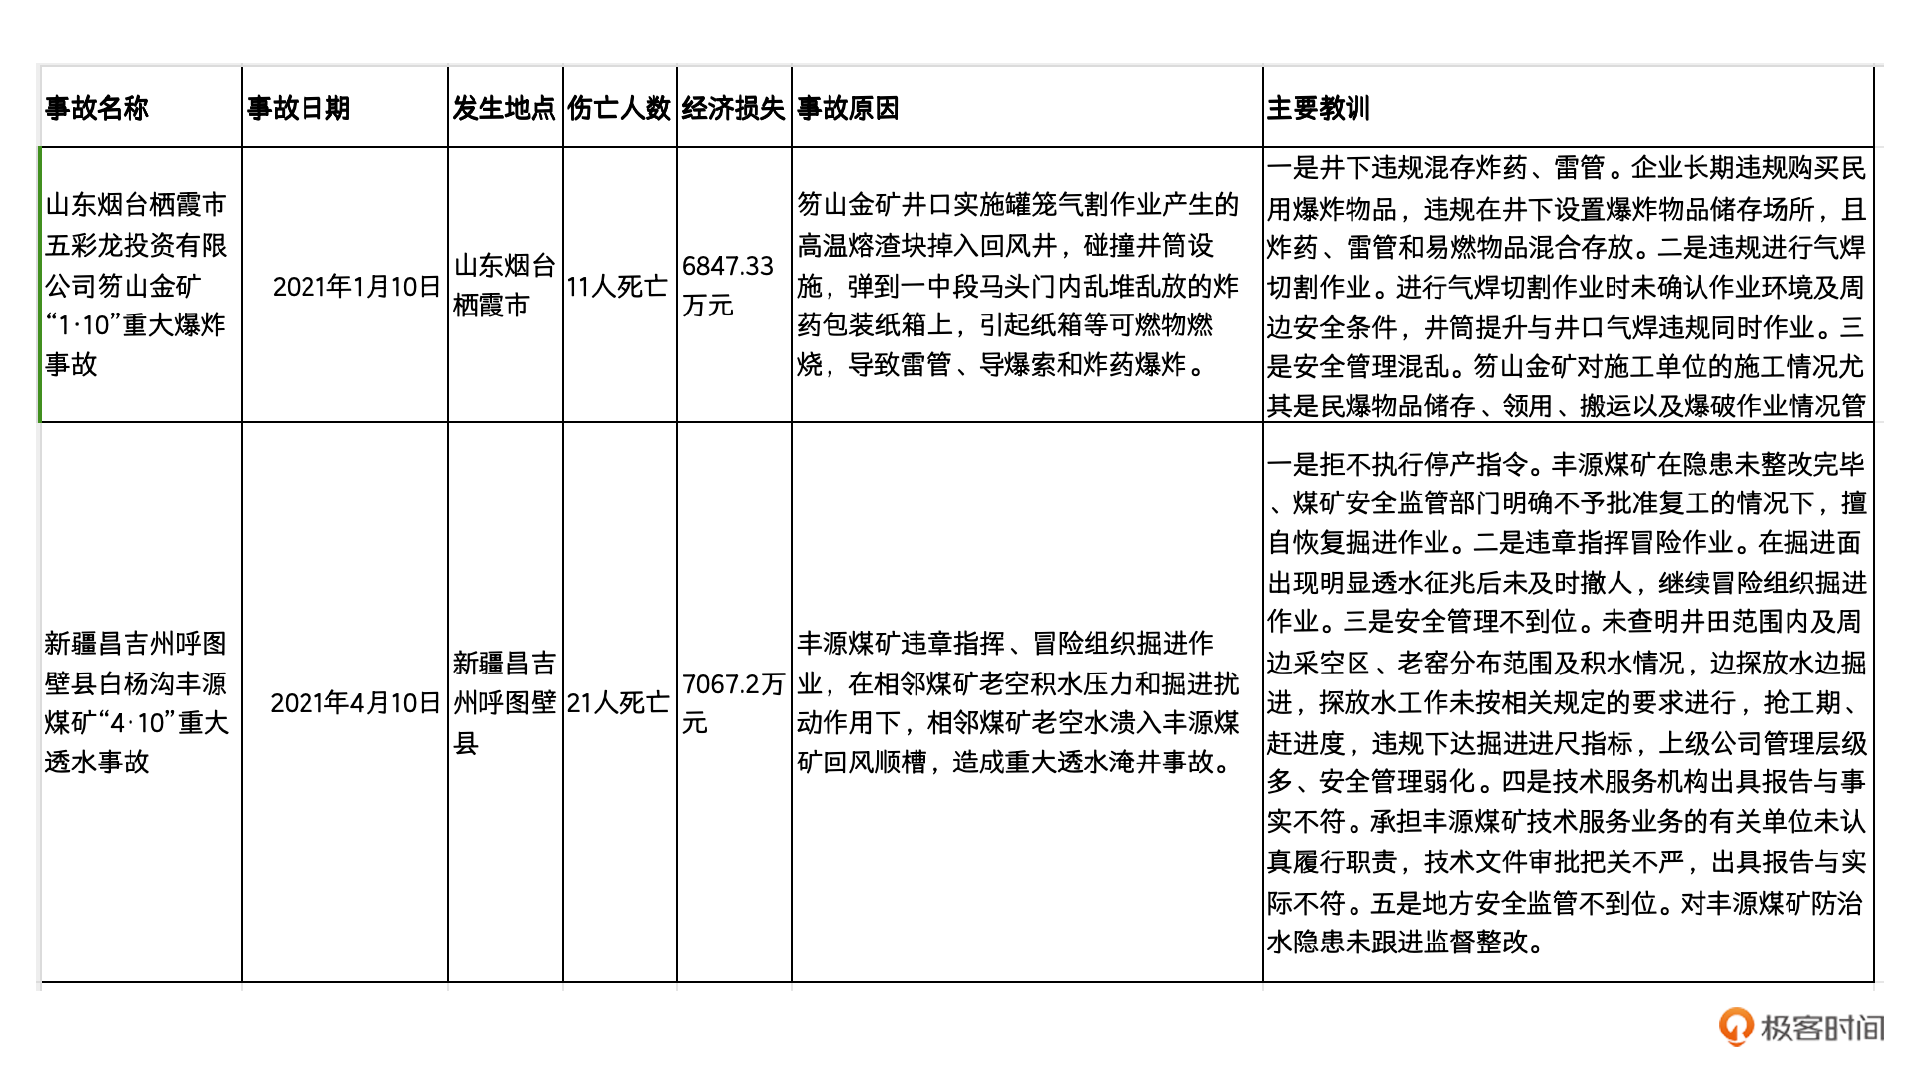 事故名称
事故日期
发生地点
伤亡人数
经济损失
事故原因
主要教训
山东烟台栖霞市
五彩龙投资有限
公司笏山金矿
“1·10”重大爆炸
事故
2021年1月10日
山东烟台
栖霞市
11人死亡
6847.33
万元
笏山金矿井口实施罐笼气割作业产生的
高温熔渣块掉入回风井，碰撞井筒设
施，弹到一中段马头门内乱堆乱放的炸
药包装纸箱上，引起纸箱等可燃物燃
烧，导致雷管、导爆索和炸药爆炸。
一是井下违规混存炸药、雷管。企业长期违规购买民
用爆炸物品，违规在井下设置爆炸物品储存场所，且
炸药、雷管和易燃物品混合存放。二是违规进行气焊
切割作业。进行气焊切割作业时未确认作业环境及周
边安全条件，井筒提升与井口气焊违规同时作业。三
是安全管理混乱。笏山金矿对施工单位的施工情况尤
其是民爆物品储存、领用、搬运以及爆破作业情况管
新疆昌吉州呼图
壁县白杨沟丰源
煤矿“4·10”重大
透水事故
2021年4月10日
新疆昌吉
州呼图壁
县
21人死亡
7067.2万
元
丰源煤矿违章指挥、冒险组织掘进作
业，在相邻煤矿老空积水压力和掘进扰
动作用下，相邻煤矿老空水溃入丰源煤
矿回风顺槽，造成重大透水淹井事故。
一是拒不执行停产指令。丰源煤矿在隐患未整改完毕
、煤矿安全监管部门明确不予批准复工的情况下，擅
自恢复掘进作业。二是违章指挥冒险作业。在掘进面
出现明显透水征兆后未及时撤人，继续冒险组织掘进
作业。三是安全管理不到位。未查明井田范围内及周
边采空区、老窑分布范围及积水情况，边探放水边掘
进，探放水工作未按相关规定的要求进行，抢工期、
赶进度，违规下达掘进进尺指标，上级公司管理层级
多、安全管理弱化。四是技术服务机构出具报告与事
实不符。承担丰源煤矿技术服务业务的有关单位未认
真履行职责，技术文件审批把关不严，出具报告与实
际不符。五是地方安全监管不到位。对丰源煤矿防治
水隐患未跟进监督整改。
极客时间